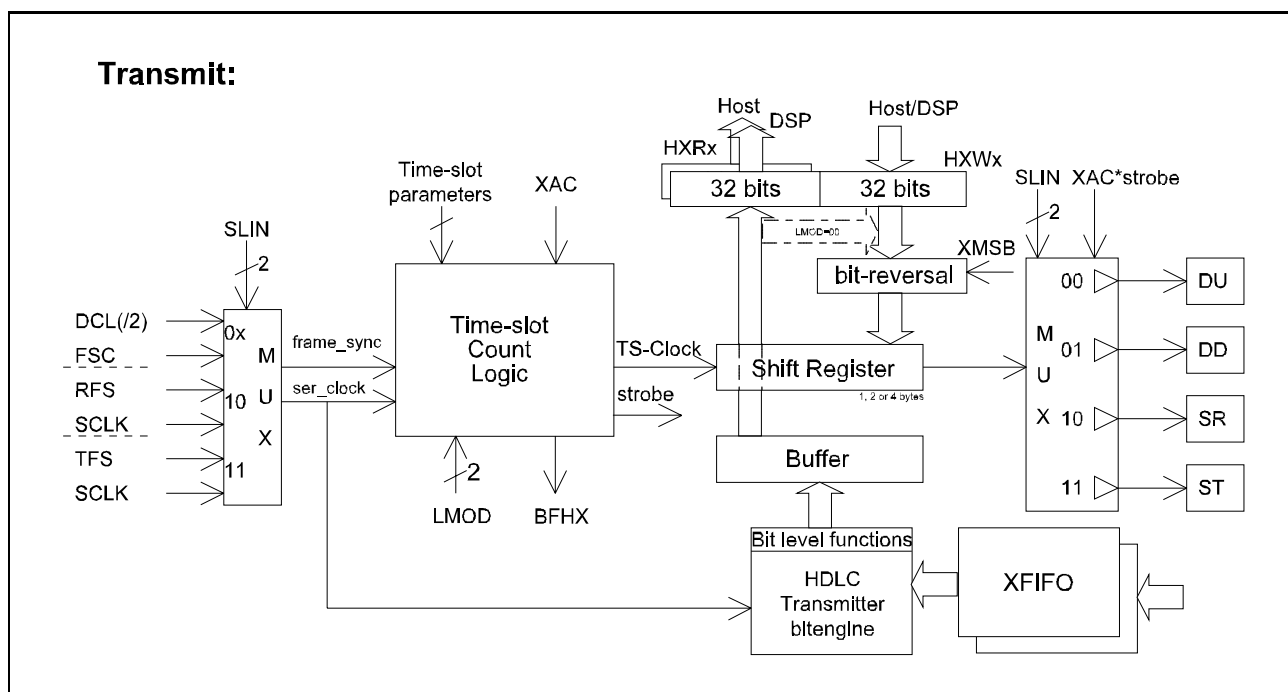 Transmit:
Host
DSP
Host/DSP
HXRx
HXWx
32 bits
32 bits
Time-slot
parameters
XAC
SLIN
XAC*strobe
2
LMOD=00
SLIN
2
XMSB
bit-reversal
DCL(/2)
FSC
RFS
SCLK
TFS
SCLK
0x
10
11
M
U
X
frame_sync
ser_clock
Time-slot
Count
Logic
TS-Clock
strobe
Shift Register
1, 2 or 4 bytes
00
01
10
11
M
U
X
DU
DD
SR
ST
2
LMOD
BFHX
Buffer
Bit level functions
HDLC
Transmitter
bitengine
XFIFO